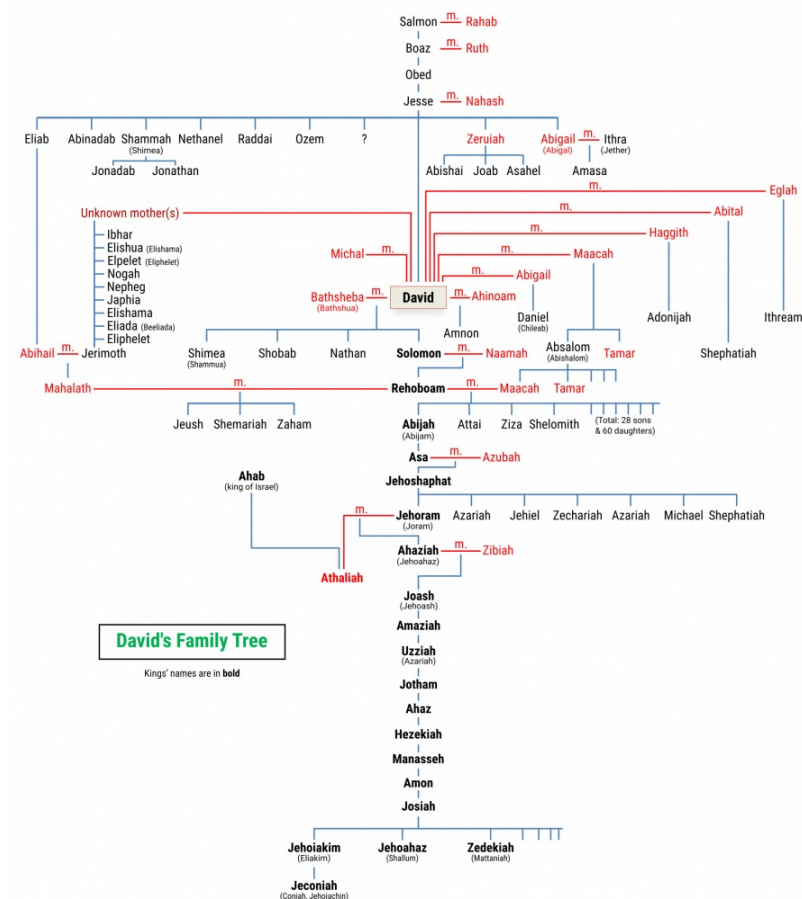 Salmon m. Rahab
Boaz m. Ruth
Obed
Jesse m. Nahash
Eliab Abinadab Shammah Nethanel Raddai Ozem ? Zeruiah Abigail m. Ithra
(Shimea) (Abigal) (Jether)
Jonadab Jonathan Abishai Joab Asahel Amasa
m. Eglah
Unknown mother(s) m. Abital
Ibhar
m. Haggith
Elishua (Elishama)
Michal m. m. Maacah
Elpelet (Eliphelet)
Nogah
m. Abigail
Nepheg
Bathsheba m. David m. Ahinoam
(Bathshua)
Japhia
Elishama
Daniel Adonijah Ithream
(Chileab)
Eliada (Beeliada)
Amnon
Eliphelet
Abihail m. Jerimoth Shimea Shobab Nathan Solomon m. Naamah Absalom Tamar Shephatiah
(Shammua) (Abishalom)
Mahalath m. Rehoboam m. Maacah Tamar
Jeush Shemariah Zaham Abijah Attai Ziza Shelomith (Total: 28 sons
(Abijam) & 60 daughters)
Asa m. Azubah
Ahab
(king of Israel)
Jehoshaphat
m. Jehoram Azariah Jehiel Zechariah Azariah Michael Shephatiah
(Joram)
Ahaziah m. Zibiah
(Jehoahaz)
Athaliah
Joash
(Jehoash)
Amaziah
David's Family Tree
Uzziah
(Azariah)
Kings' names are in bold
Jotham
Ahaz
Hezekiah
Manasseh
Amon
Josiah
Jehoiakim Jehoahaz Zedekiah
(Eliakim) (Shallum) (Mattaniah)
Jeconiah
(Coniah, Jehoiachin)